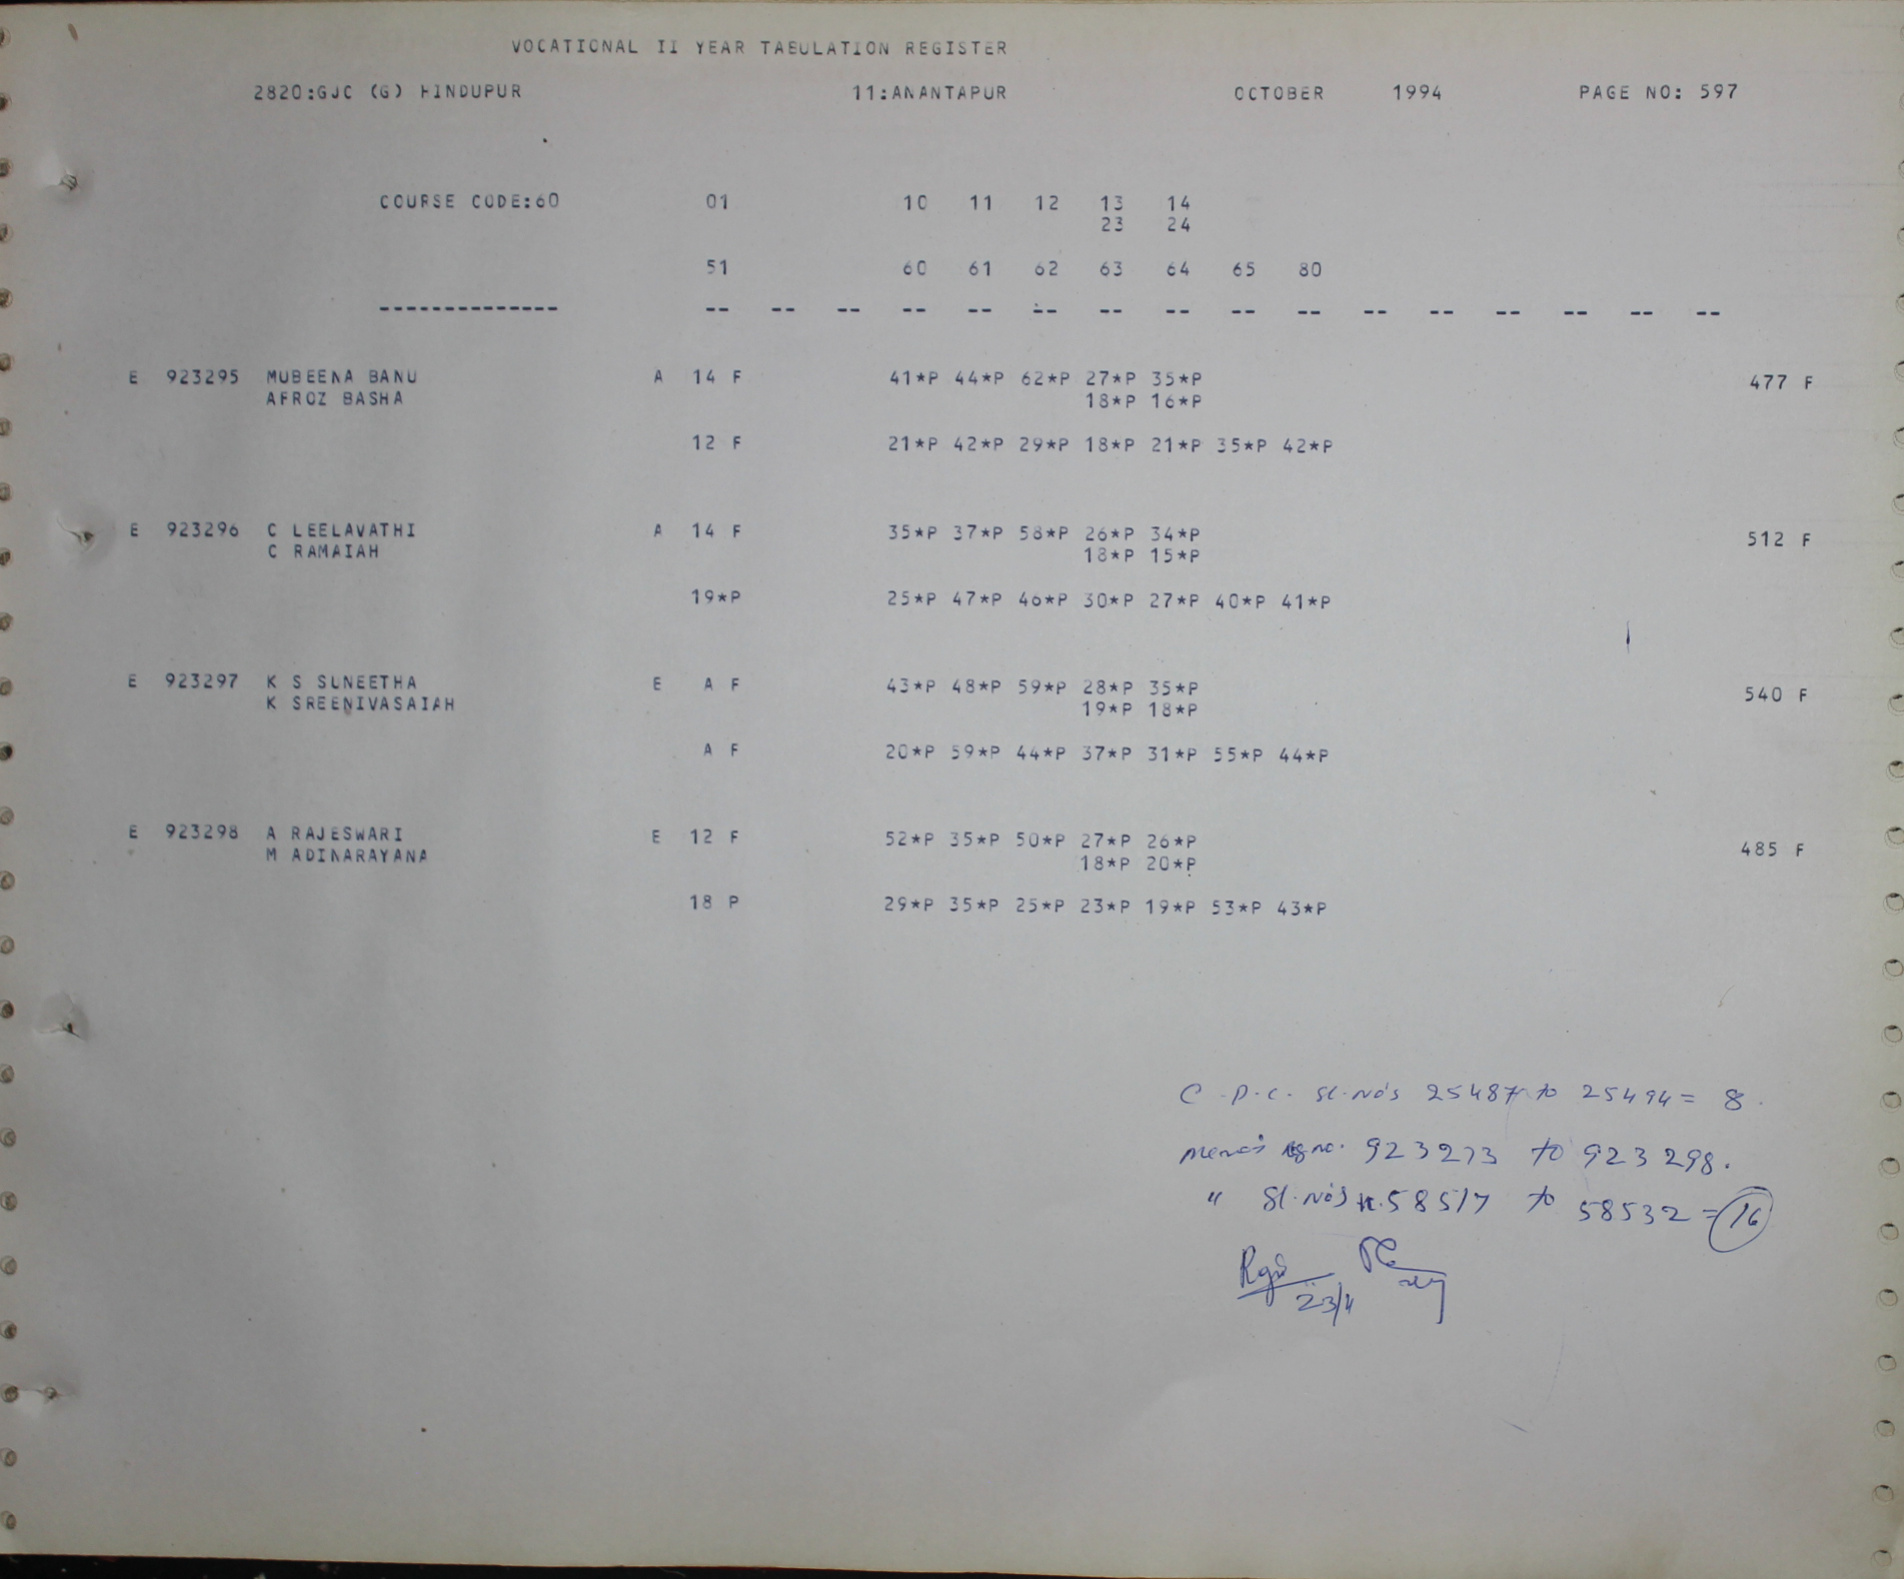 VOCATIONAL II YEAR TABULATION REGISTER
2820:GJC (G) HINDUPUR 11:ANANTAPUR OCTOBER 1994 PAGE NO: 597
COURSE CODE:60 01 10 11 12 13 14
23 24
51 60 61 62 63 64 65 80
-------------- -- -- -- -- -- -- -- -- -- -- -- -- -- -- -- --
E 923295 MUBEENA BANU A 14 F 41*P 44*P 62*P 27*P 35*P 477 F
AFROZ BASHA 18*P 16*P
12 F 21*P 42*P 29*P 18*P 21*P 35*P 42*P
E 923296 C LEELAVATHI A 14 F 35*P 37*P 58*P 26*P 34*P 512 F
C RAMAIAH 18*P 15*P
19*P 25*P 47*P 46*P 30*P 27*P 40*P 41*P
E 923297 K S SUNEETHA E A F 43*P 48*P 59*P 28*P 35*P 540 F
K SREENIVASAIAH 19*P 18*P
A F 20*P 59*P 44*P 37*P 31*P 55*P 44*P
E 923298 A RAJESWARI E 12 F 52*P 35*P 50*P 27*P 26*P 485 F
M ADINARAYANA 18*P 20*P
18 P 29*P 35*P 25*P 23*P 19*P 53*P 43*P
C.P.C. Sl.Nos 25487 to 25494 = 8.
923273 to 923298.
" Sl.Nos 58517 to 58532 = 16
23/4